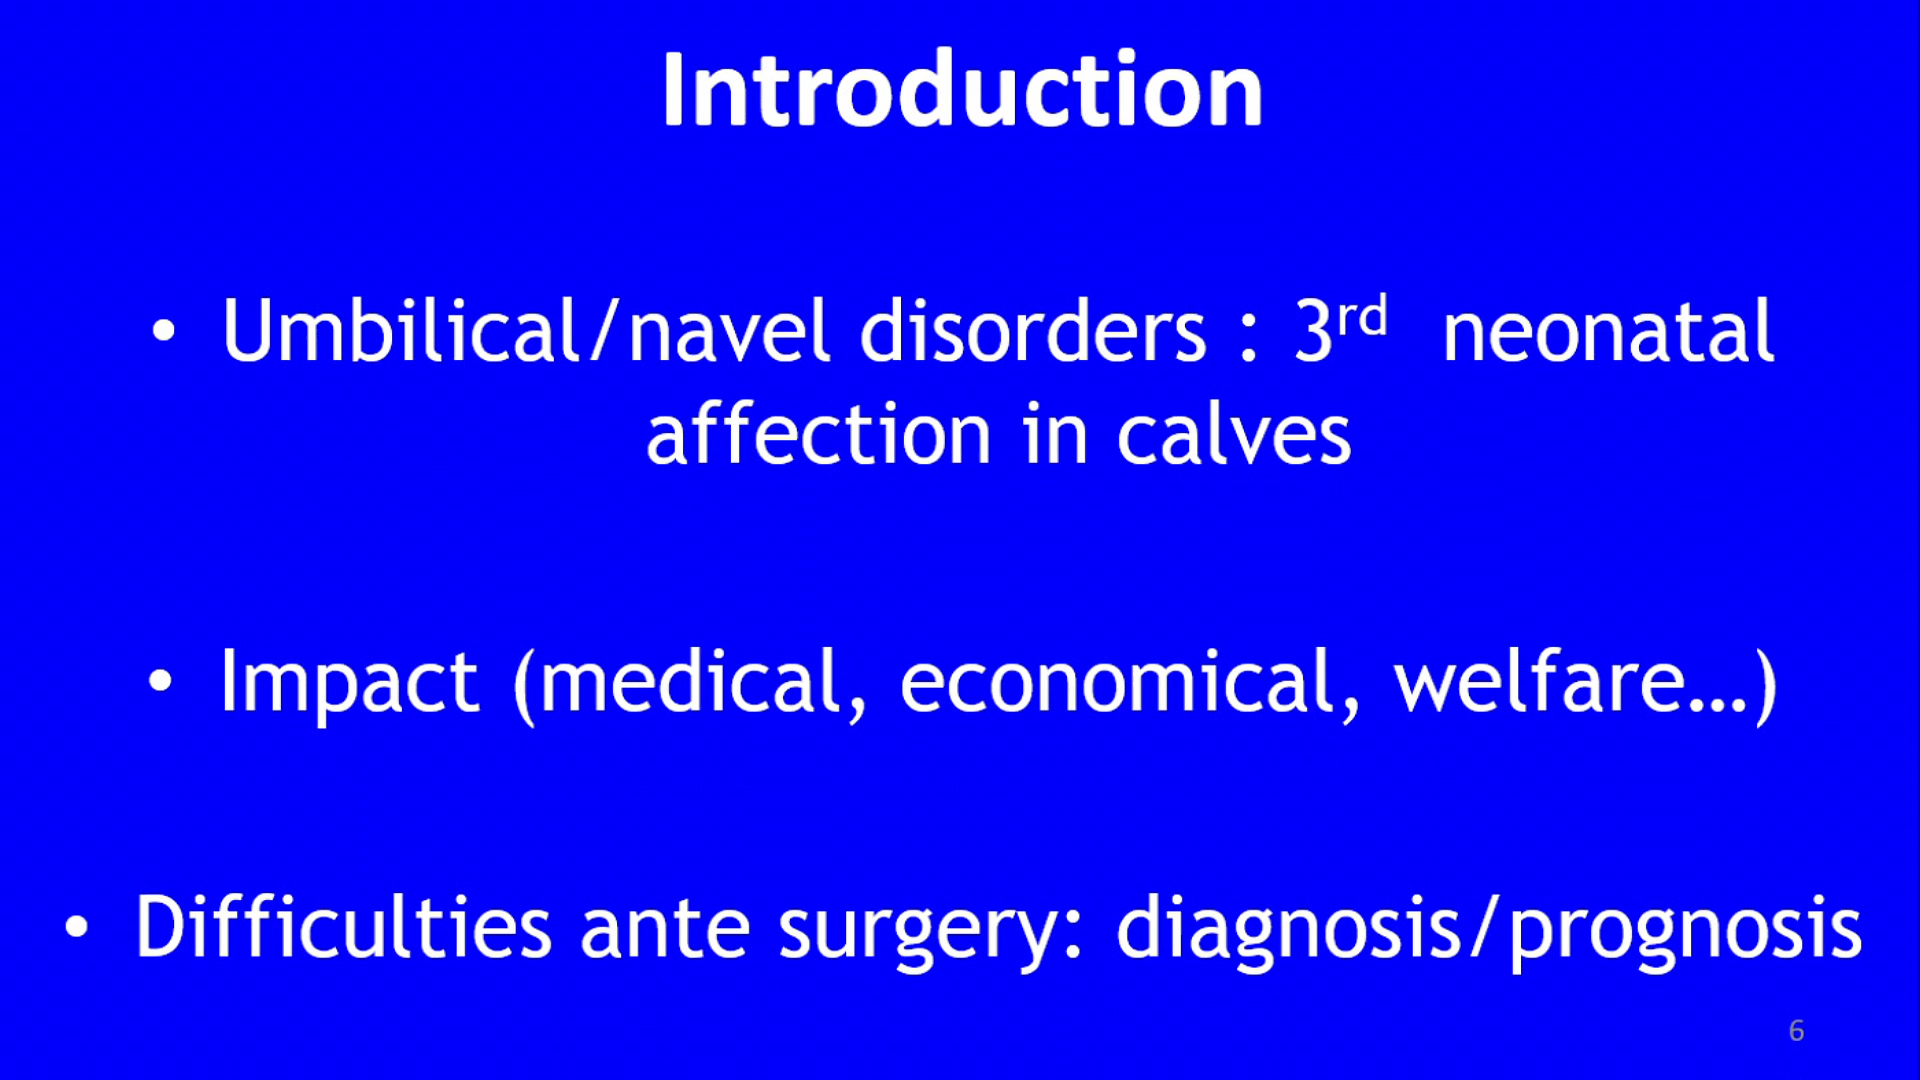 Introduction
• Umbilical/navel disorders : 3rd neonatal
affection in calves
• Impact (medical, economical, welfare…)
• Difficulties ante surgery: diagnosis/prognosis
6